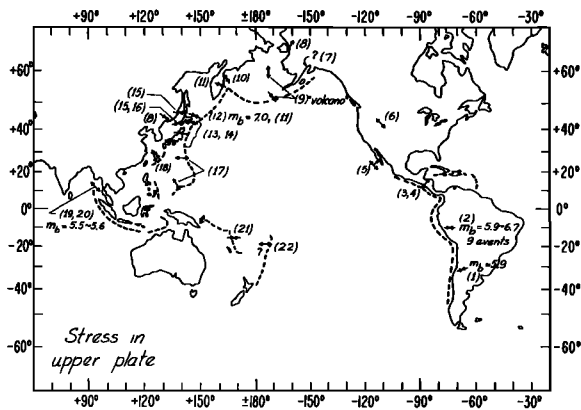 +90° +120° +150° ±180° -150° -120° -90° -60° -30°
+60° +60°
+40° +40°
+20° +20°
0° 0°
-20° -20°
-40° -40°
-60° -60°
(8) ? (7)
(11) (10)
(9) volcano
(15)
(15, 16)
(8)
(12) mb = 7.0, (11)
(13, 14)
(6)
(18) (17)
(5)
(3,4)
(19, 20)
mb = 5.5~5.6
(21)
? (22)
(2)
mb = 5.9~6.7
9 events
mb = 5.9
(1)
Stress in
upper plate
+90° +120° +150° ±180° -150° -120° -90° -60° -30°